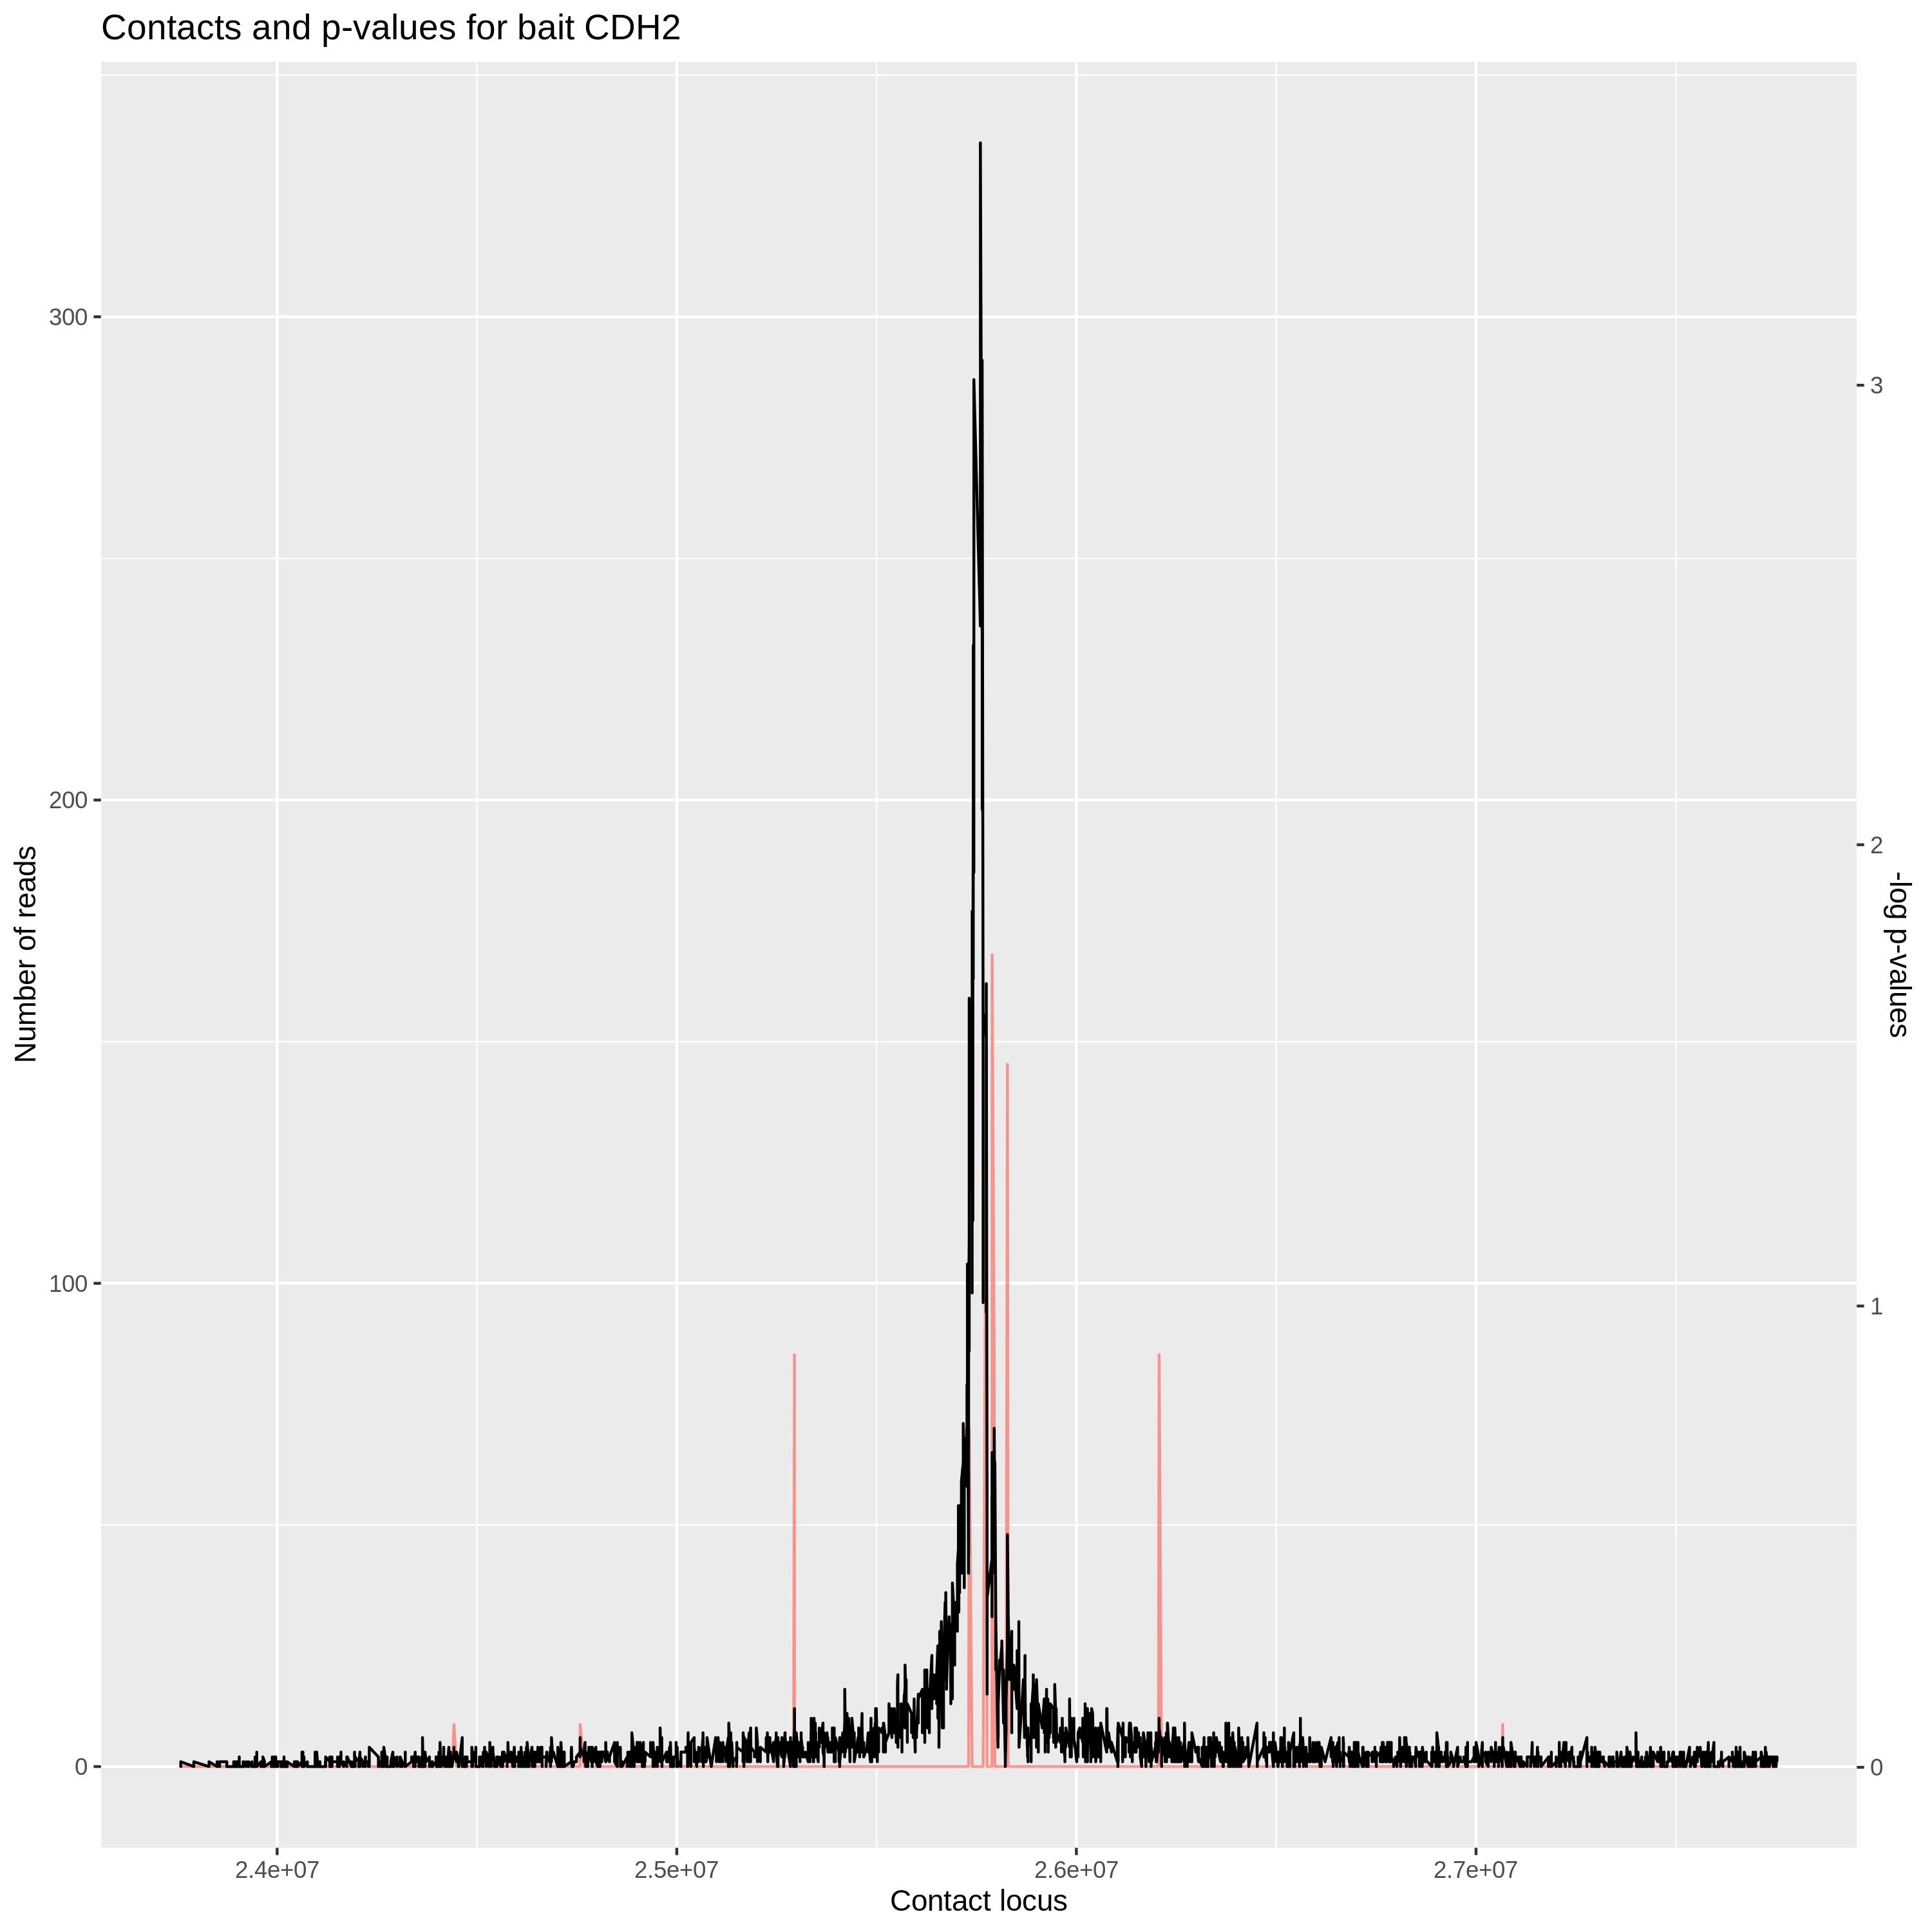 Contacts and p-values for bait CDH2
300
200
100
0
Number of reads
3
2
1
0
-log p-values
2.4e+07
2.5e+07
2.6e+07
2.7e+07
Contact locus